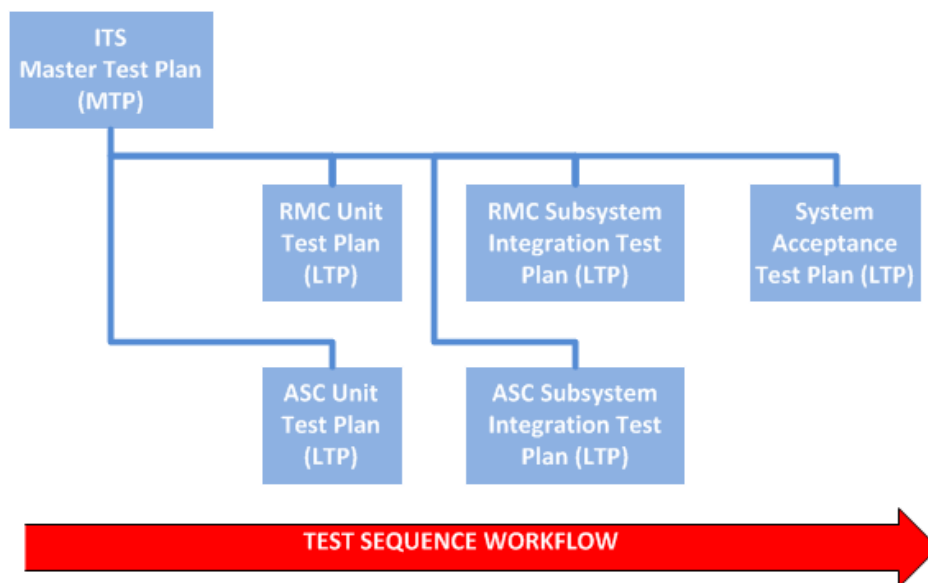 ITS
Master Test Plan
(MTP)
RMC Unit
Test Plan
(LTP)
RMC Subsystem
Integration Test
Plan (LTP)
System
Acceptance
Test Plan (LTP)
ASC Unit
Test Plan
(LTP)
ASC Subsystem
Integration Test
Plan (LTP)
TEST SEQUENCE WORKFLOW